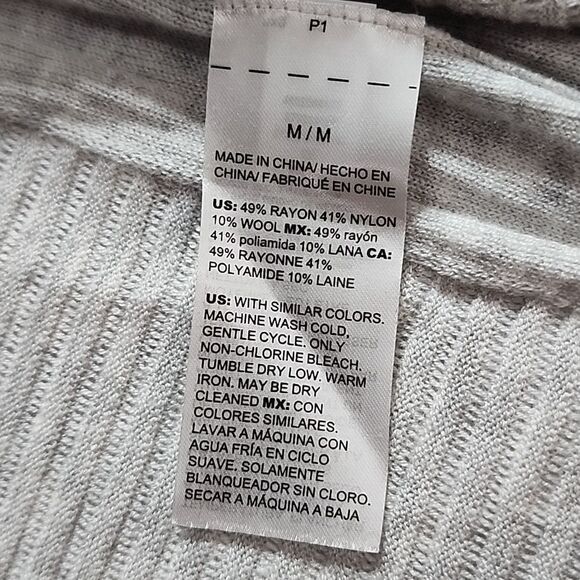 P1
M / M
MADE IN CHINA/ HECHO EN
CHINA/ FABRIQUÉ EN CHINE
US: 49% RAYON 41% NYLON
10% WOOL MX: 49% rayón
41% poliamida 10% LANA CA:
49% RAYONNE 41%
POLYAMIDE 10% LAINE
US: WITH SIMILAR COLORS.
MACHINE WASH COLD,
GENTLE CYCLE. ONLY
NON-CHLORINE BLEACH.
TUMBLE DRY LOW. WARM
IRON. MAY BE DRY
CLEANED MX: CON
COLORES SIMILARES.
LAVAR A MÁQUINA CON
AGUA FRÍA EN CICLO
SUAVE. SOLAMENTE
BLANQUEADOR SIN CLORO.
SECAR A MÁQUINA A BAJA